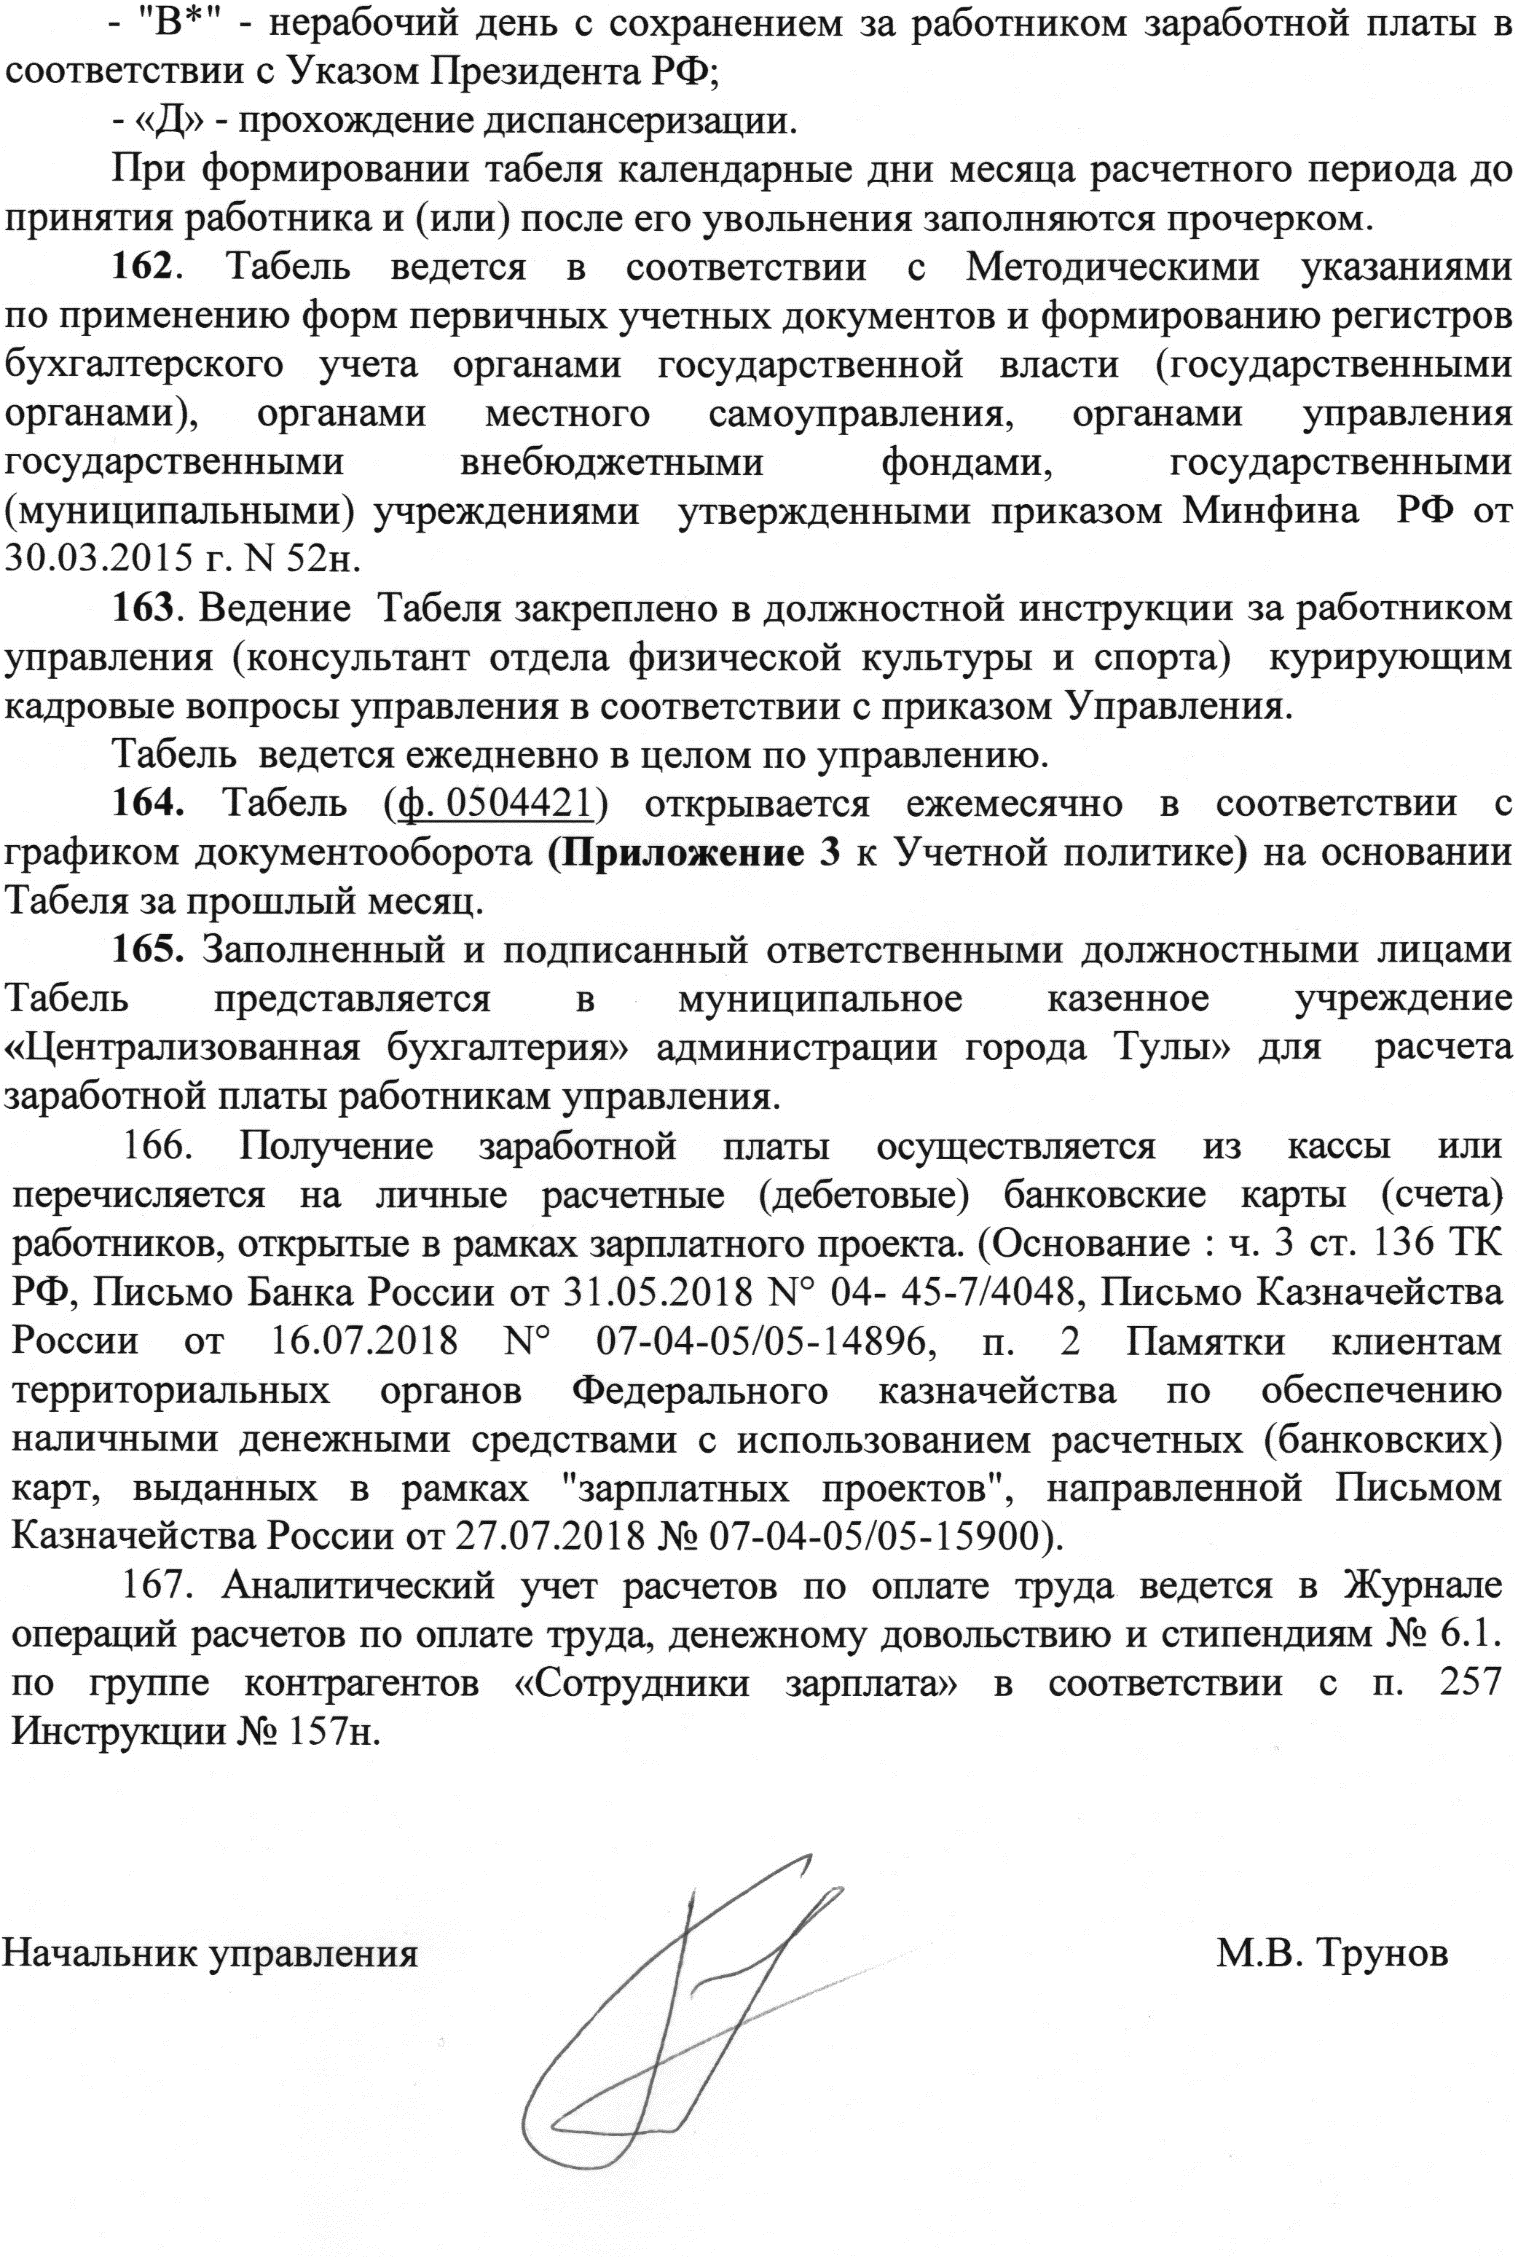 - "В*" - нерабочий день с сохранением за работником заработной платы в
соответствии с Указом Президента РФ;
- «Д» - прохождение диспансеризации.
При формировании табеля календарные дни месяца расчетного периода до
принятия работника и (или) после его увольнения заполняются прочерком.
162. Табель ведется в соответствии с Методическими указаниями
по применению форм первичных учетных документов и формированию регистров
бухгалтерского учета органами государственной власти (государственными
органами), органами местного самоуправления, органами управления
государственными внебюджетными фондами, государственными
(муниципальными) учреждениями утвержденными приказом Минфина РФ от
30.03.2015 г. N 52н.
163. Ведение Табеля закреплено в должностной инструкции за работником
управления (консультант отдела физической культуры и спорта) курирующим
кадровые вопросы управления в соответствии с приказом Управления.
Табель ведется ежедневно в целом по управлению.
164. Табель (ф. 0504421) открывается ежемесячно в соответствии с
графиком документооборота (Приложение 3 к Учетной политике) на основании
Табеля за прошлый месяц.
165. Заполненный и подписанный ответственными должностными лицами
Табель представляется в муниципальное казенное учреждение
«Централизованная бухгалтерия» администрации города Тулы» для расчета
заработной платы работникам управления.
166. Получение заработной платы осуществляется из кассы или
перечисляется на личные расчетные (дебетовые) банковские карты (счета)
работников, открытые в рамках зарплатного проекта. (Основание : ч. 3 ст. 136 ТК
РФ, Письмо Банка России от 31.05.2018 N° 04- 45-7/4048, Письмо Казначейства
России от 16.07.2018 N° 07-04-05/05-14896, п. 2 Памятки клиентам
территориальных органов Федерального казначейства по обеспечению
наличными денежными средствами с использованием расчетных (банковских)
карт, выданных в рамках "зарплатных проектов", направленной Письмом
Казначейства России от 27.07.2018 № 07-04-05/05-15900).
167. Аналитический учет расчетов по оплате труда ведется в Журнале
операций расчетов по оплате труда, денежному довольствию и стипендиям № 6.1.
по группе контрагентов «Сотрудники зарплата» в соответствии с п. 257
Инструкции № 157н.
Начальник управления М.В. Трунов